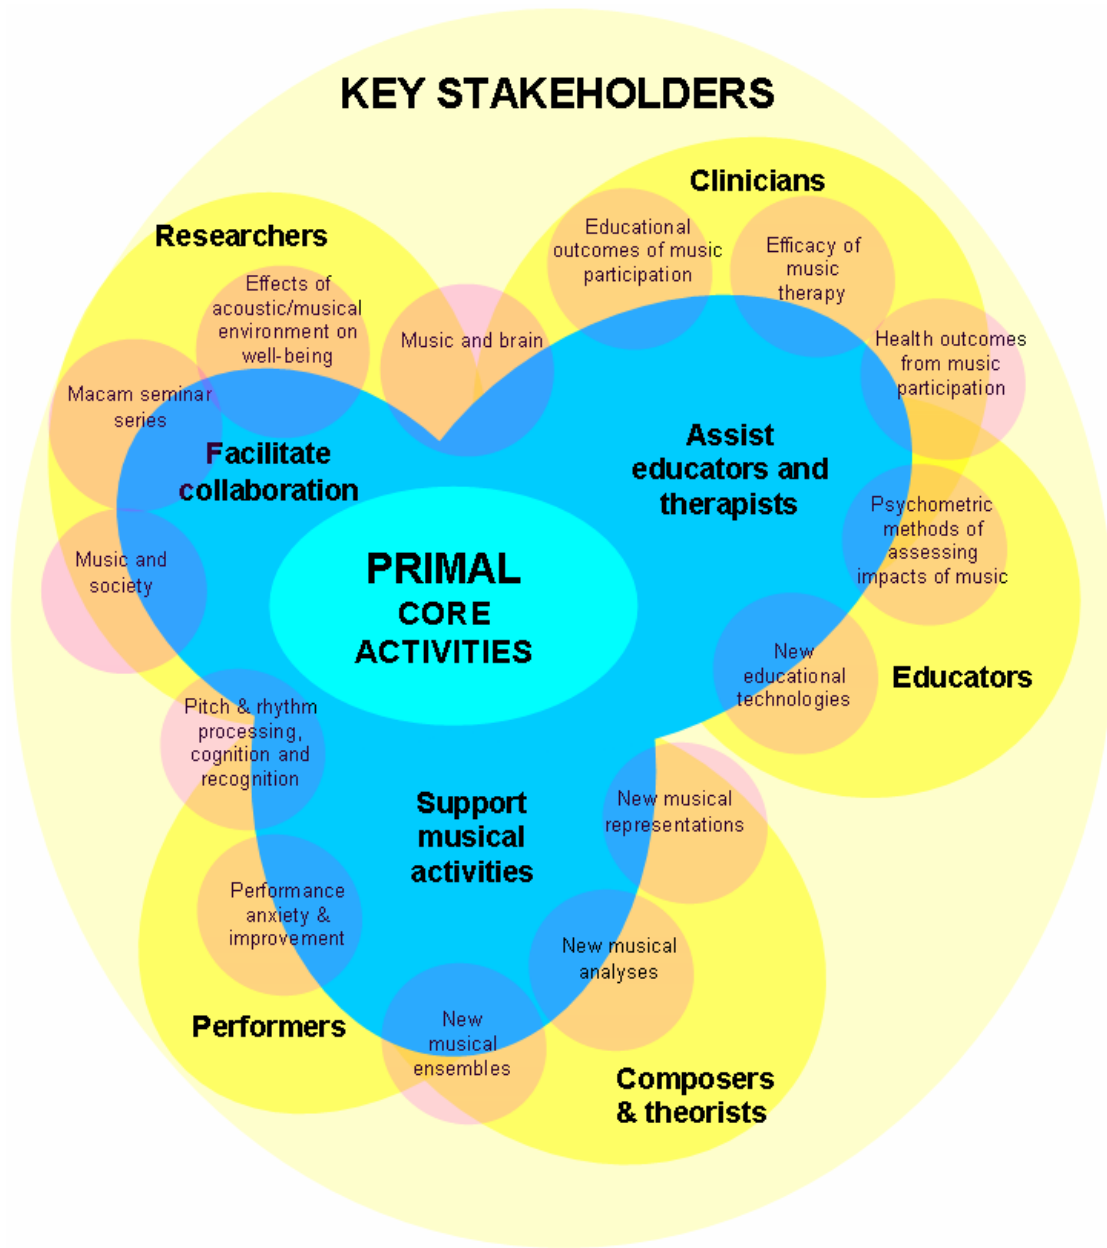 KEY STAKEHOLDERS
Clinicians
Educational
outcomes of music
participation
Efficacy of
music
therapy
Health outcomes
from music
participation
Researchers
Effects of
acoustic/musical
environment on
well-being
Music and brain
Macam seminar
series
Facilitate
collaboration
Assist
educators and
therapists
Psychometric
methods of
assessing
impacts of music
Music and
society
PRIMAL
CORE
ACTIVITIES
New
educational
technologies
Educators
Pitch & rhythm
processing,
cognition and
recognition
Support
musical
activities
New musical
representations
Performance
anxiety &
improvement
New musical
analyses
Performers
New
musical
ensembles
Composers
& theorists